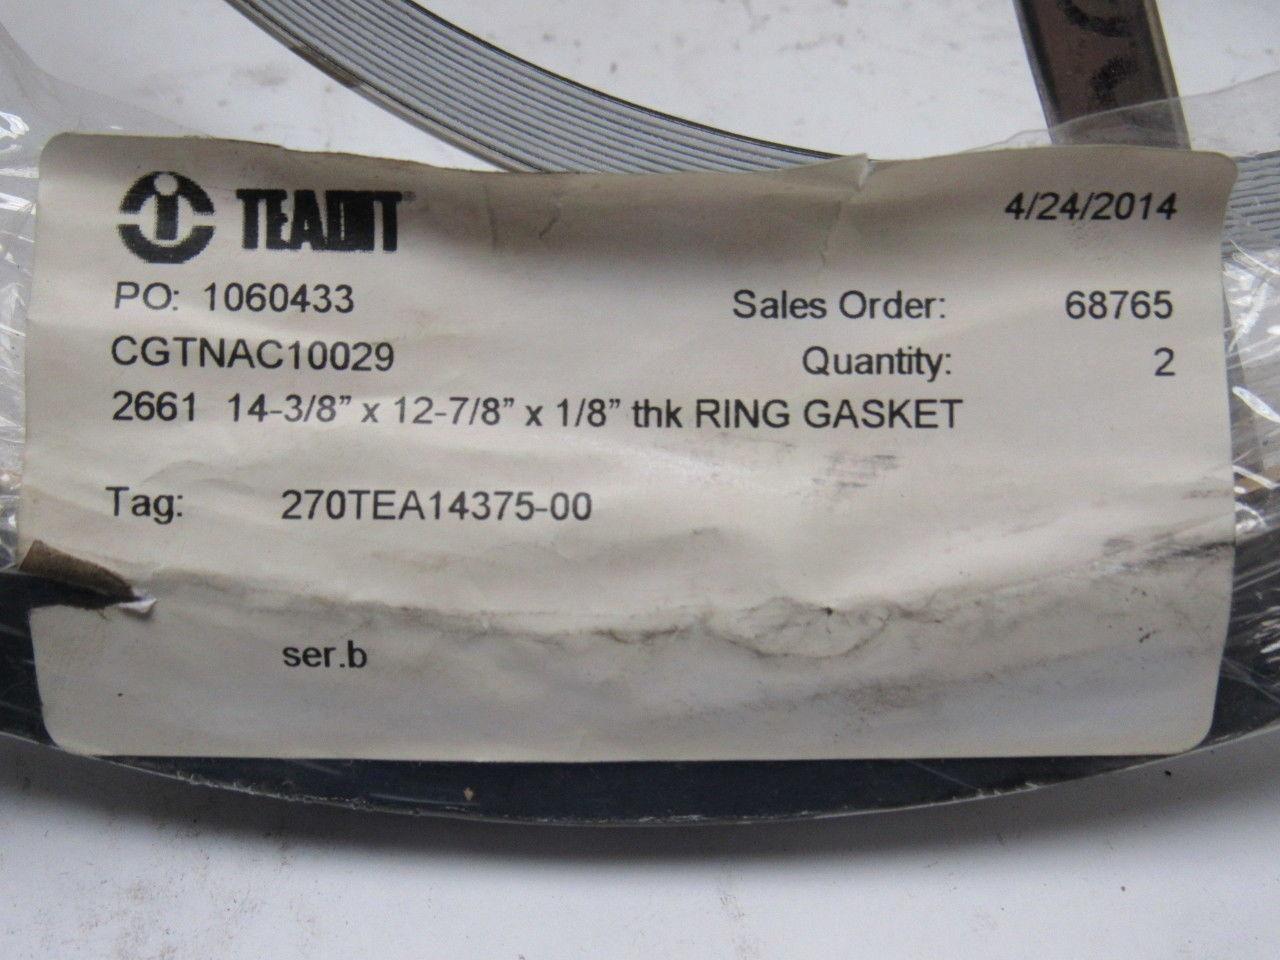 TEADIT
4/24/2014
PO: 1060433
Sales Order: 68765
CGTNAC10029
Quantity: 2
2661 14-3/8” x 12-7/8” x 1/8” thk RING GASKET
Tag: 270TEA14375-00
ser.b